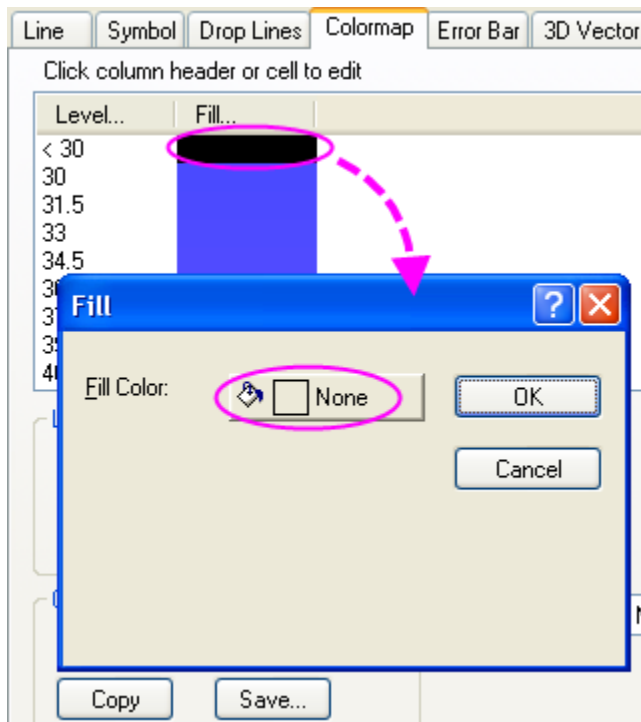 Line Symbol Drop Lines Colormap Error Bar 3D Vector
Click column header or cell to edit
Level... Fill...
< 30
30
31.5
33
34.5
Fill
Fill Color: None OK
Cancel
Copy Save...